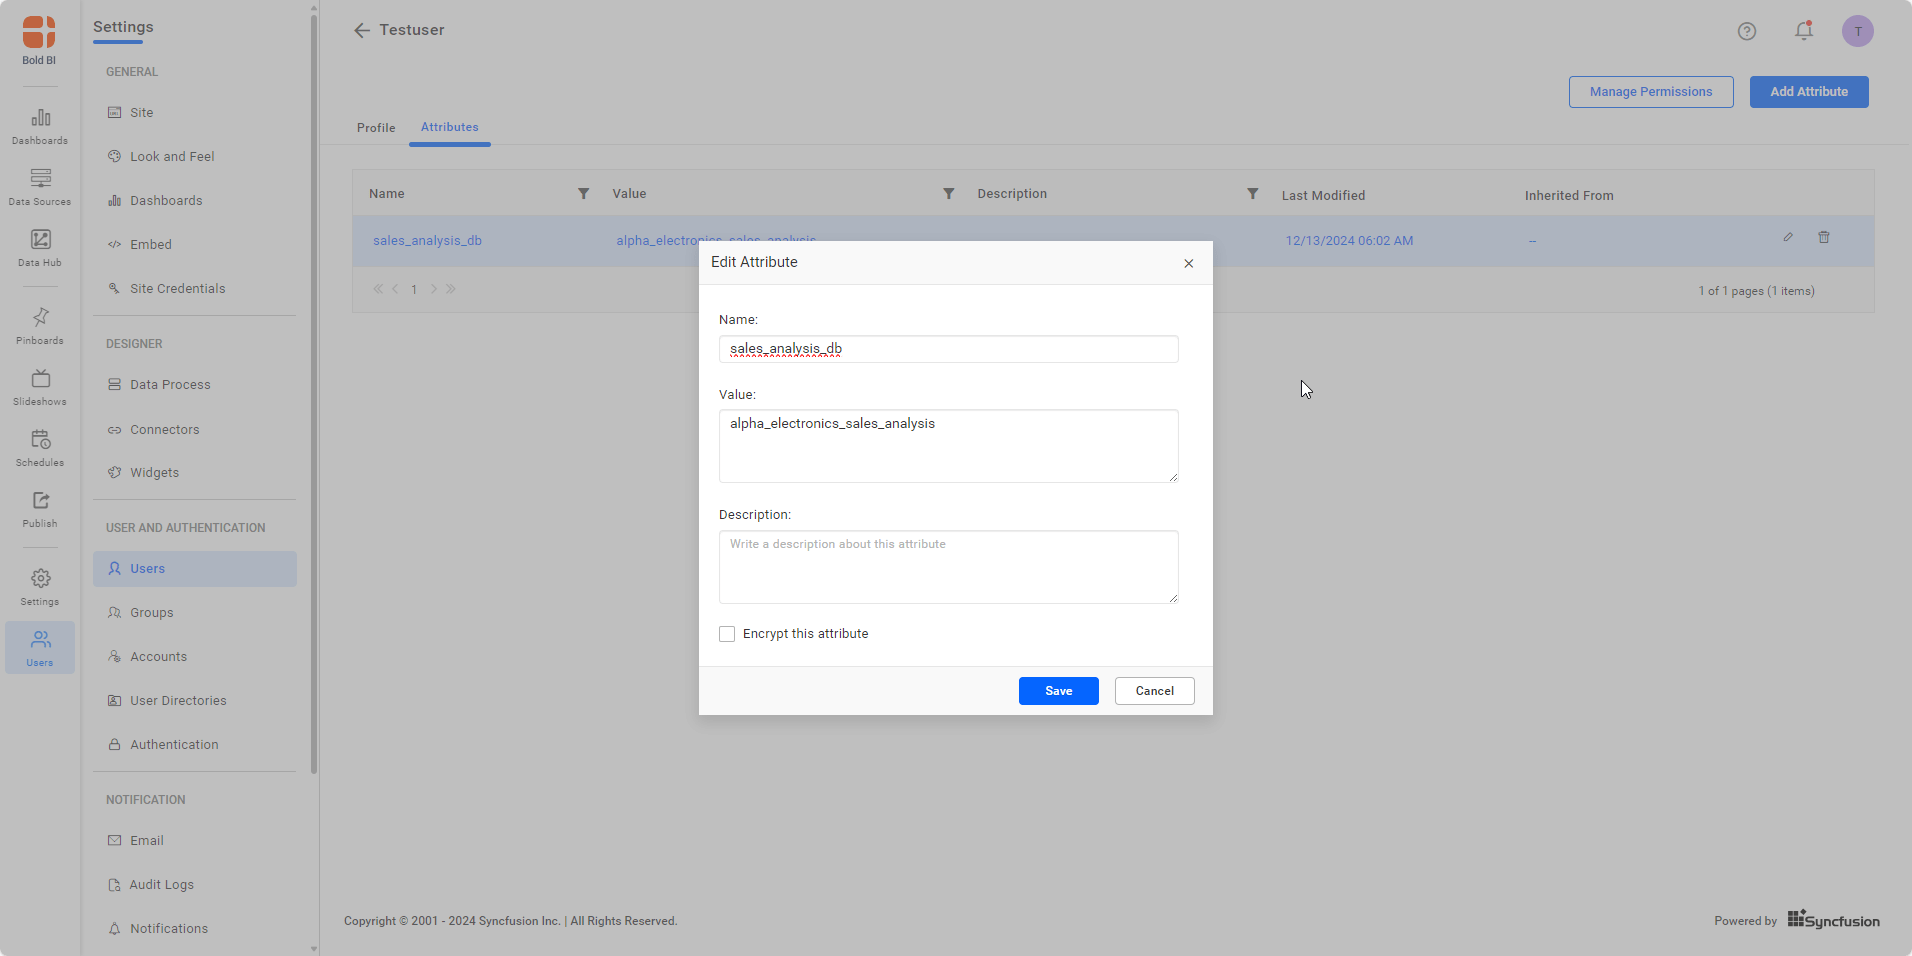 Bold BI
Dashboards
Data Sources
Data Hub
Pinboards
Slideshows
Schedules
Publish
Settings
Users
Settings
GENERAL
Site
Look and Feel
Dashboards
Embed
Site Credentials
DESIGNER
Data Process
Connectors
Widgets
USER AND AUTHENTICATION
Users
Groups
Accounts
User Directories
Authentication
NOTIFICATION
Email
Audit Logs
Notifications
Testuser
T
Manage Permissions
Add Attribute
Profile
Attributes
Name
Value
Description
Last Modified
Inherited From
sales_analysis_db
alpha_electronics_sales_analysis
12/13/2024 06:02 AM
--
1
1 of 1 pages (1 items)
Edit Attribute
Name:
sales_analysis_db
Value:
alpha_electronics_sales_analysis
Description:
Write a description about this attribute
Encrypt this attribute
Save
Cancel
Copyright © 2001 - 2024 Syncfusion Inc. | All Rights Reserved.
Powered by
Syncfusion